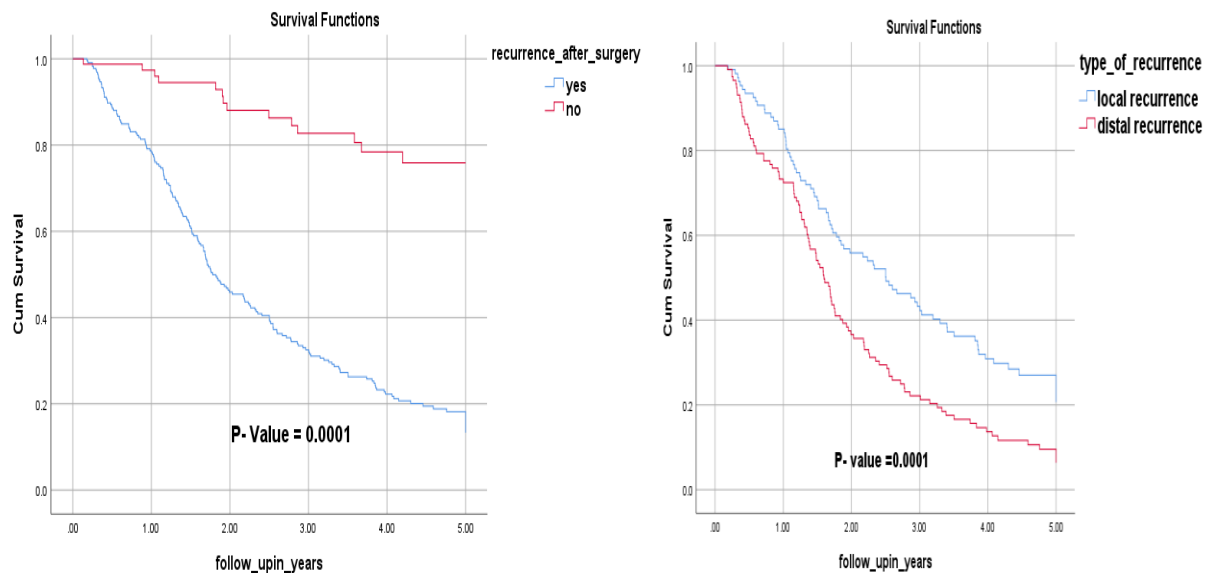 Survival Functions
recurrence_after_surgery
yes
no
1.0
0.8
0.6
0.4
0.2
0.0
Cum Survival
P- Value = 0.0001
.00 1.00 2.00 3.00 4.00 5.00
follow_upin_years
Survival Functions
type_of_recurrence
local recurrence
distal recurrence
1.0
0.8
0.6
0.4
0.2
0.0
Cum Survival
P- value =0.0001
.00 1.00 2.00 3.00 4.00 5.00
follow_upin_years